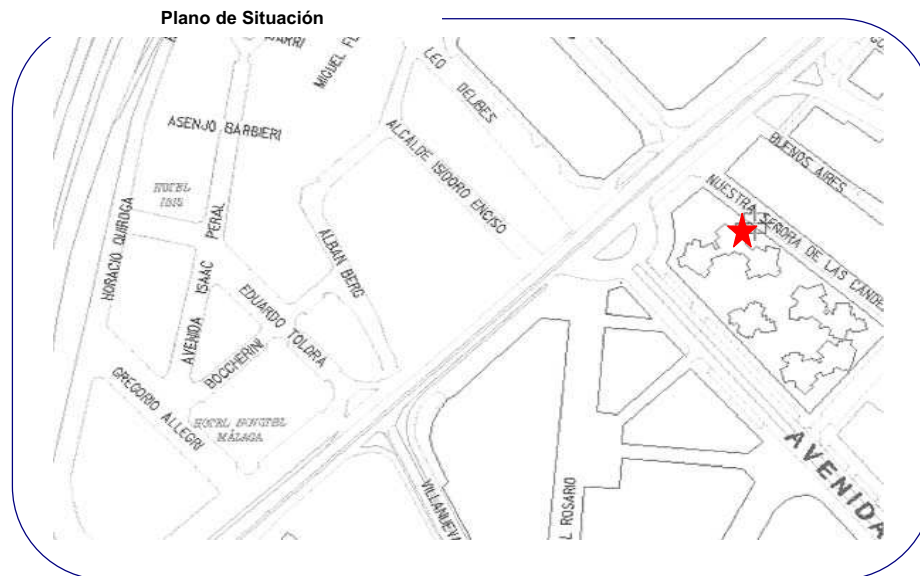 Plano de Situación
MIGUEL
LEO DELIBES
ASENJO BARBIERI
ALCALDE ISIDORO ENCISO
BUENOS AIRES
NUESTRA SEÑORA DE LAS CANDE
HOTEL
IBIS
HORACIO QUIROGA
AVENIDA ISAAC PERAL
ALBAN BERG
EDUARDO TOLDRA
BOCCHERINI
GREGORIO ALLEGRI
HOTEL NOVOTEL
MÁLAGA
VILLANUEVA
L ROSARIO
AVENIDA